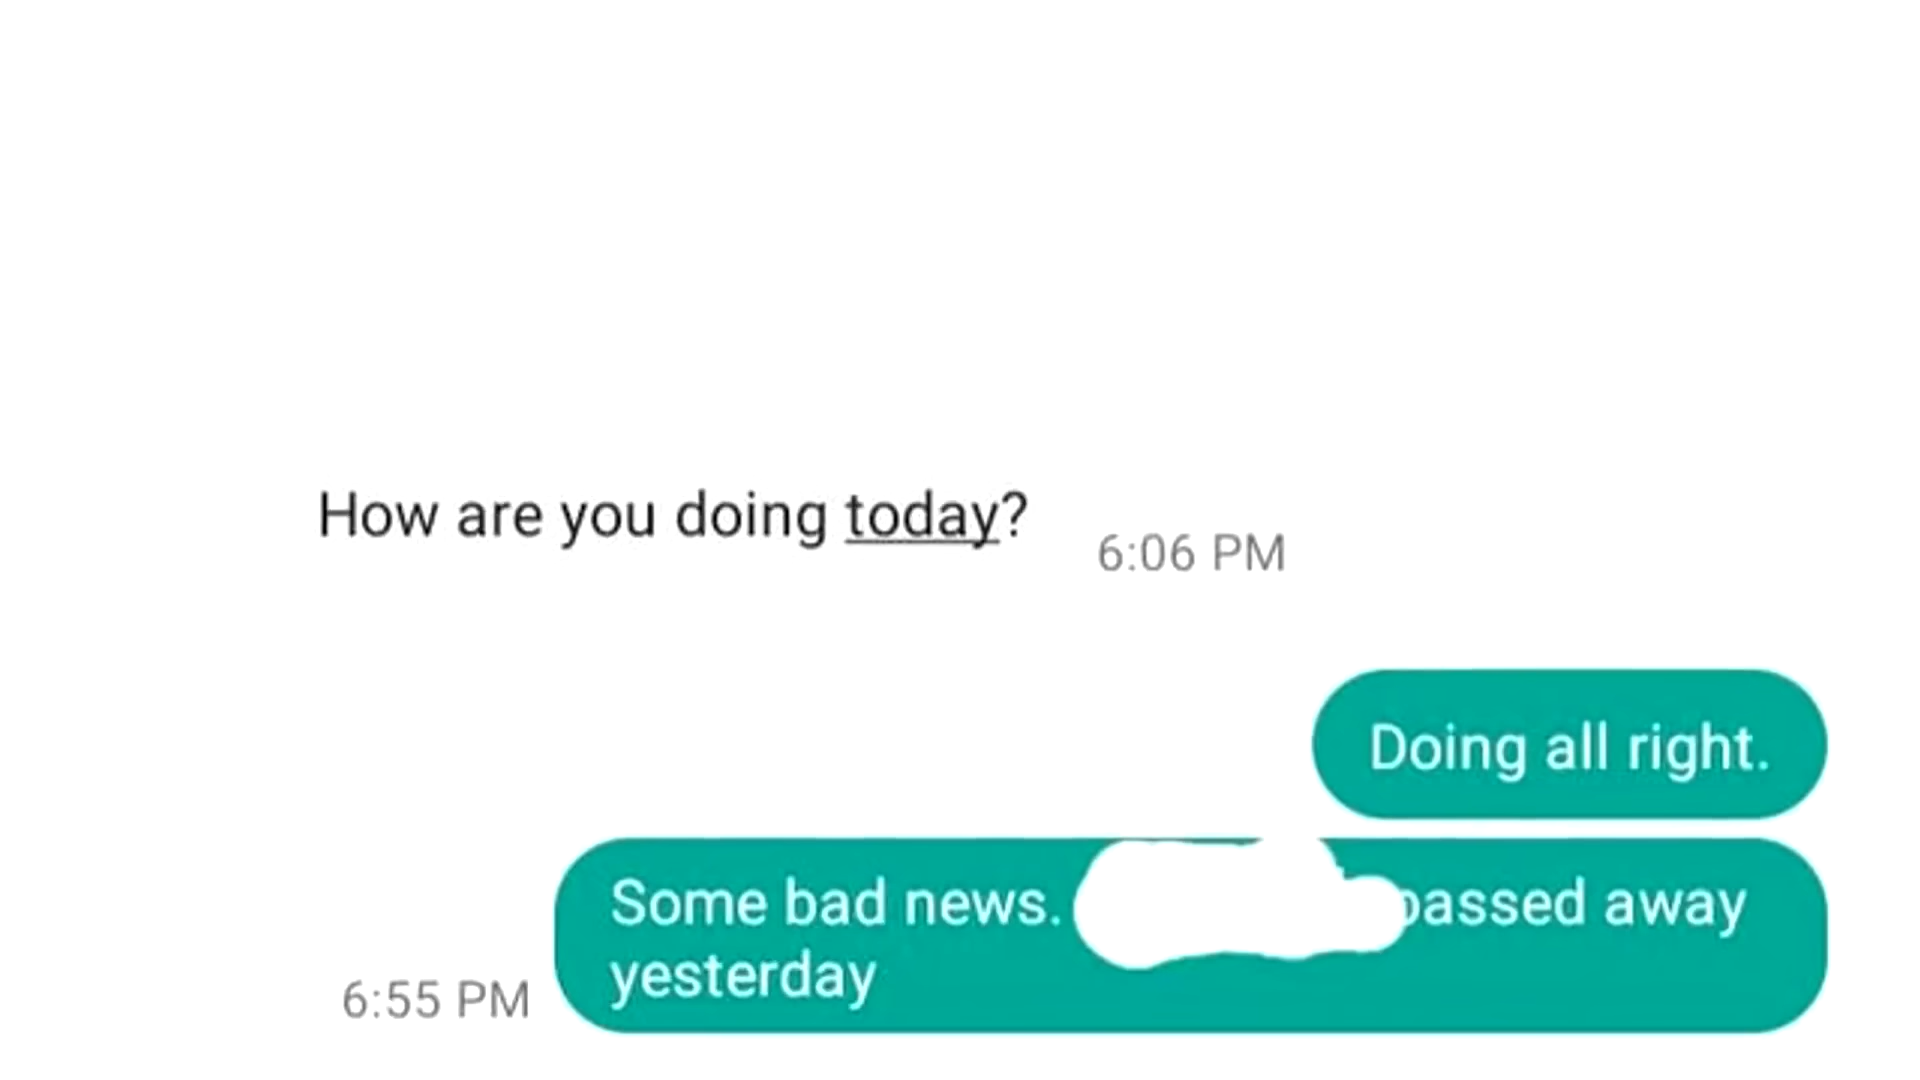 How are you doing today?
6:06 PM
Doing all right.
Some bad news. passed away
yesterday
6:55 PM